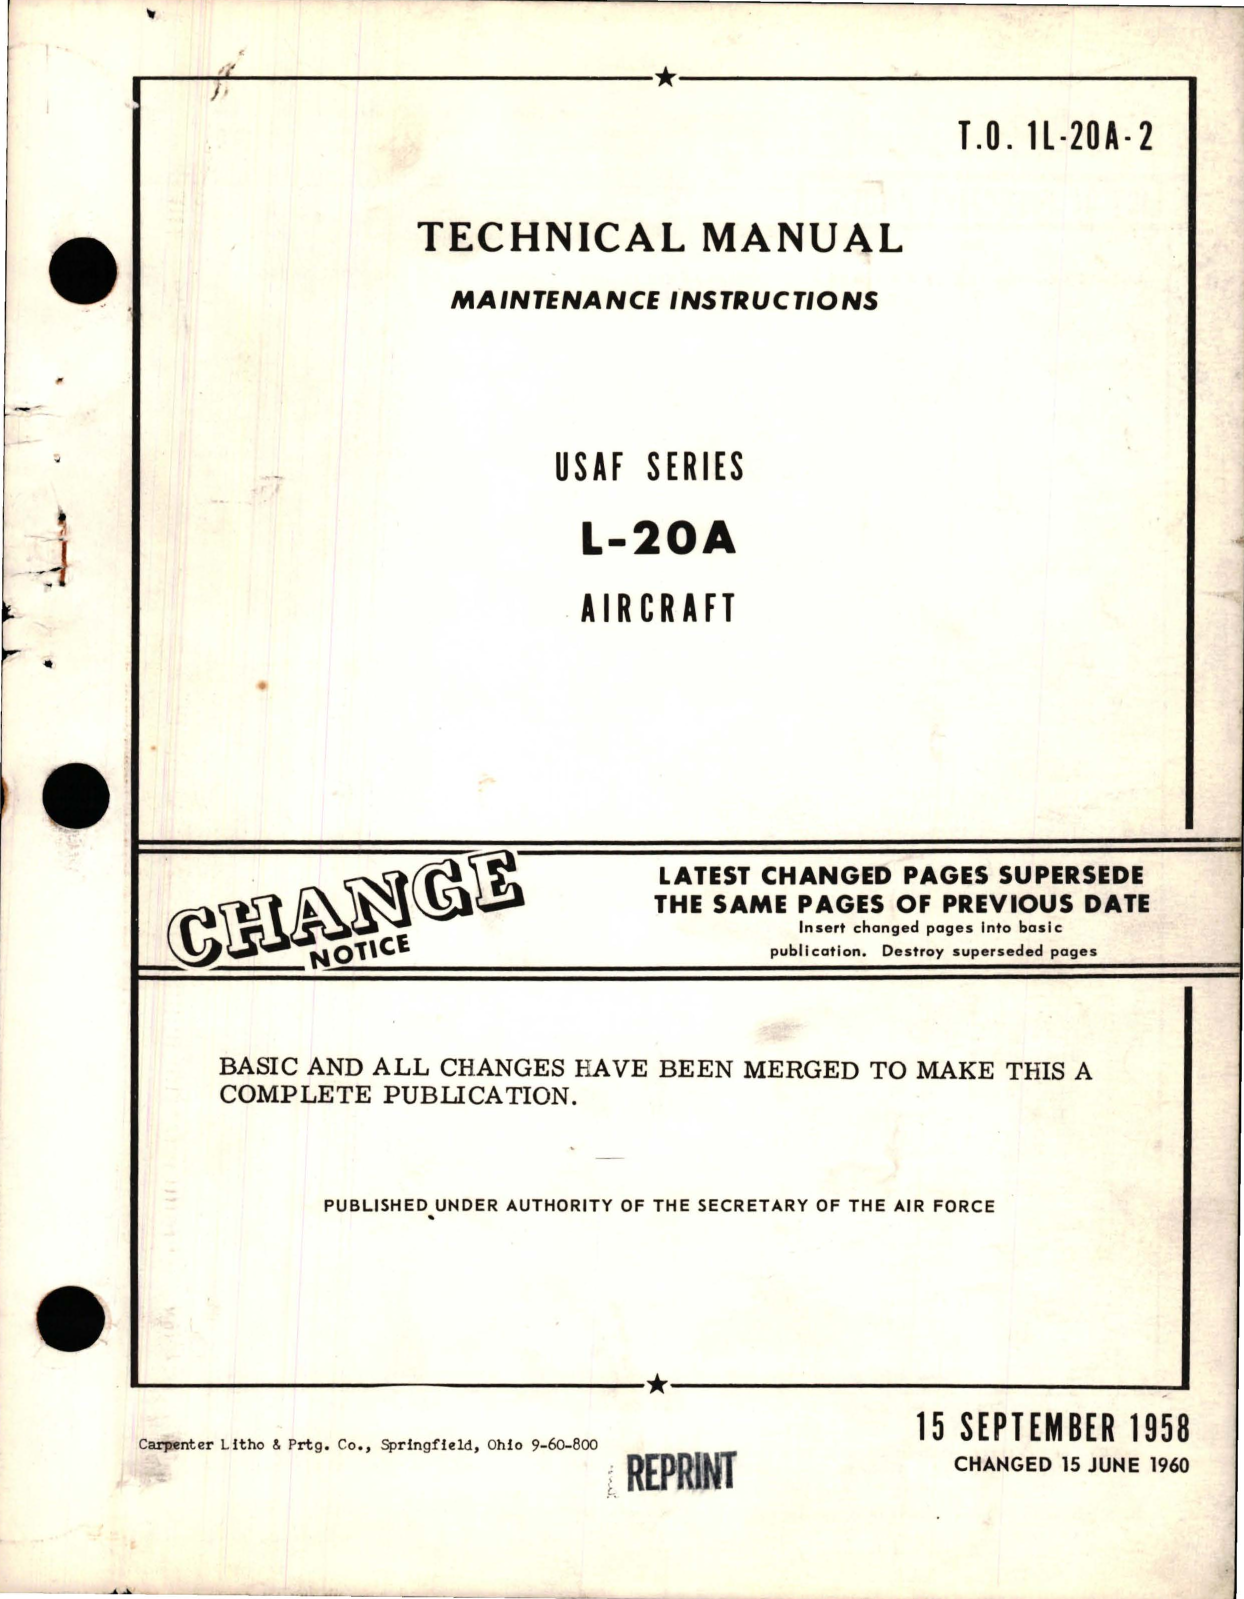 T.O. 1L-20A-2
TECHNICAL MANUAL
MAINTENANCE INSTRUCTIONS
USAF SERIES
L-20A
AIRCRAFT
CHANGE
NOTICE
LATEST CHANGED PAGES SUPERSEDE
THE SAME PAGES OF PREVIOUS DATE
Insert changed pages into basic
publication. Destroy superseded pages
BASIC AND ALL CHANGES HAVE BEEN MERGED TO MAKE THIS A
COMPLETE PUBLICATION.
PUBLISHED UNDER AUTHORITY OF THE SECRETARY OF THE AIR FORCE
15 SEPTEMBER 1958
CHANGED 15 JUNE 1960
Carpenter Litho & Prtg. Co., Springfield, Ohio 9-60-800
REPRINT